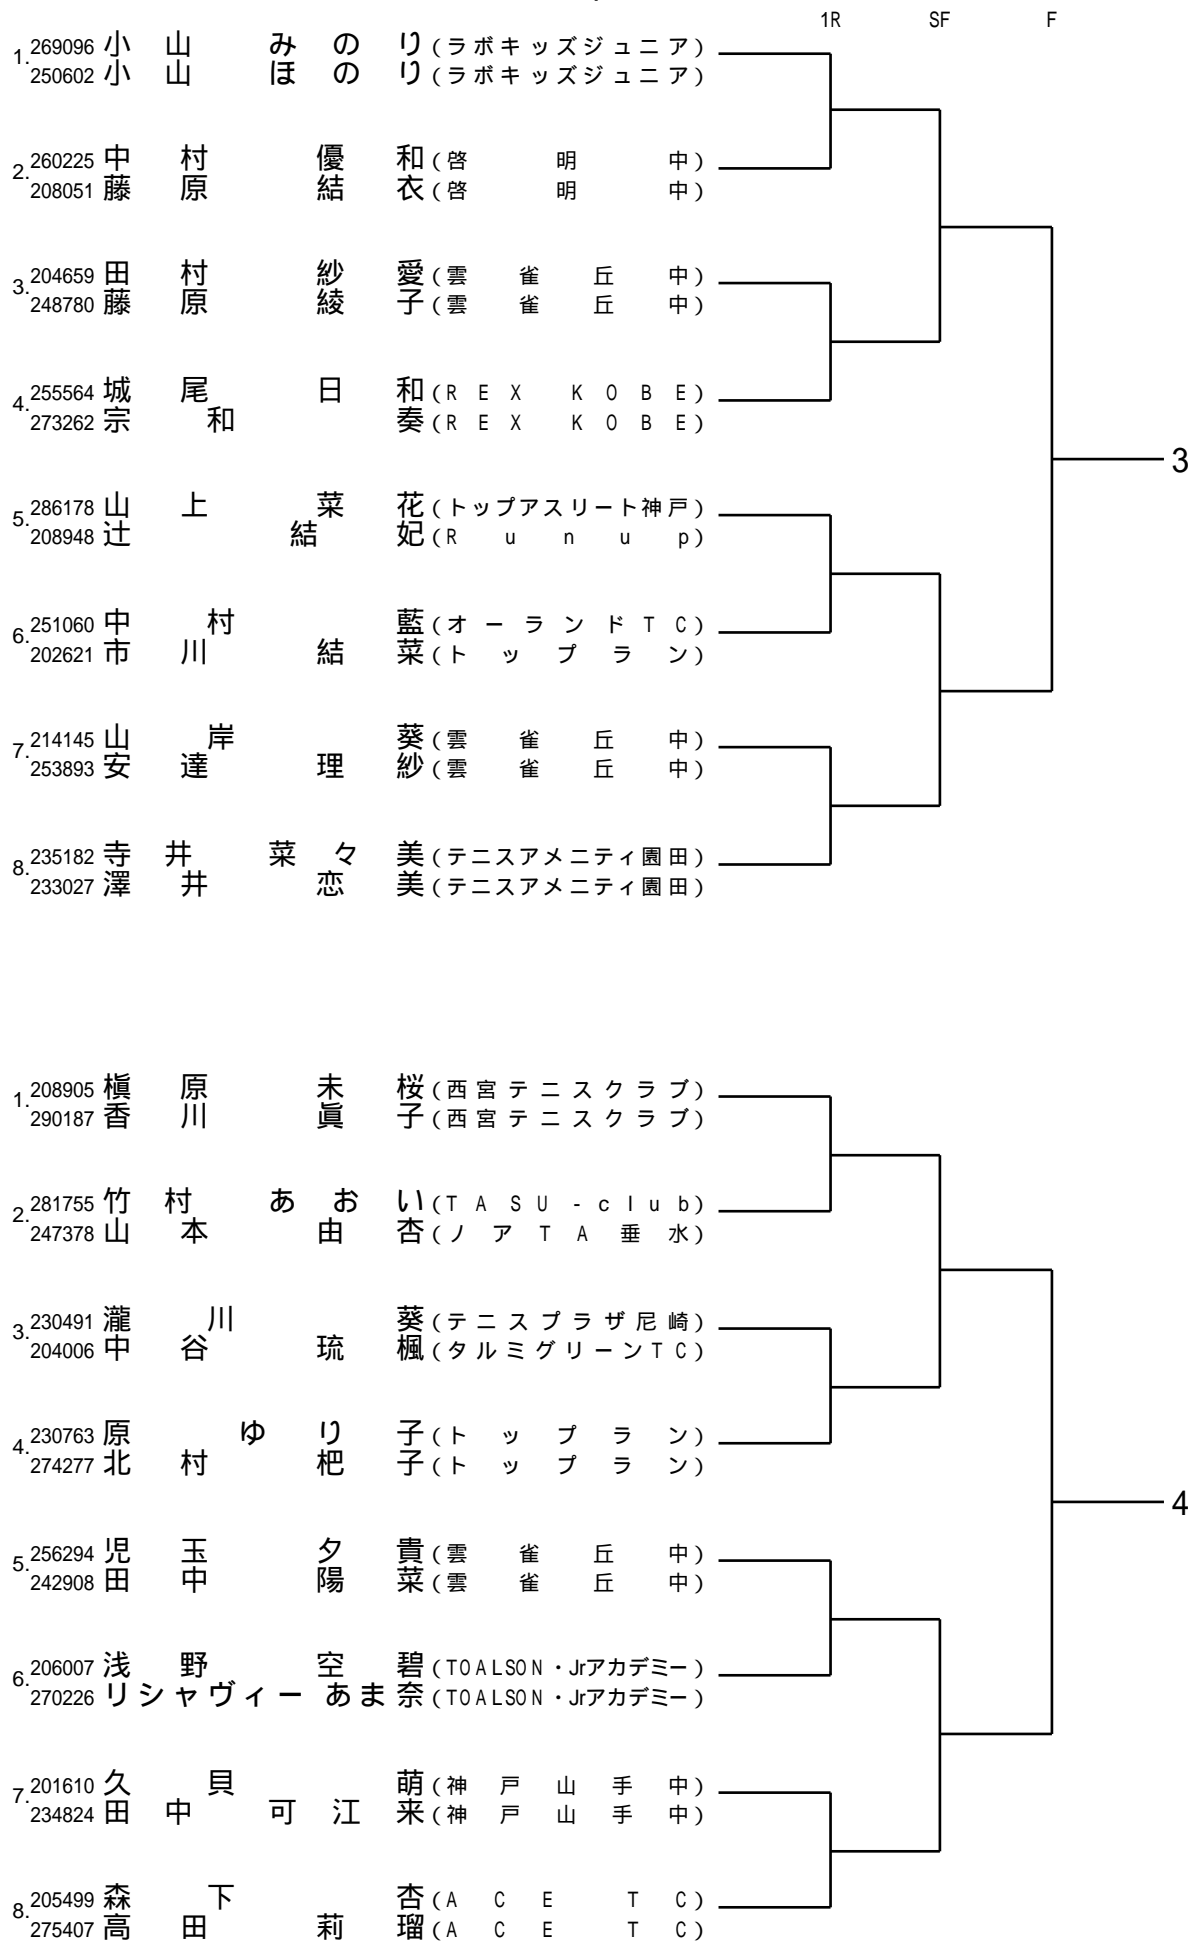 1R SF F
1. 269096 小山 みのり (ラボキッズジュニア)
250602 小山 ほのり (ラボキッズジュニア)
2. 260225 中村 優和 (啓明中)
208051 藤原 結衣 (啓明中)
3. 204659 田村 紗愛 (雲雀丘中)
248780 藤原 綾子 (雲雀丘中)
4. 255564 城尾 日和 (REX KOBE)
273262 宗和 奏 (REX KOBE)
3
5. 286178 山上 菜花 (トップアスリート神戸)
208948 辻 結妃 (Runup)
6. 251060 中村 藍 (オーランドTC)
202621 市川 結菜 (トップラン)
7. 214145 山岸 葵 (雲雀丘中)
253893 安達 理紗 (雲雀丘中)
8. 235182 寺井 菜々美 (テニスアメニティ園田)
233027 澤井 恋美 (テニスアメニティ園田)
1. 208905 槇原 未桜 (西宮テニスクラブ)
290187 香川 眞子 (西宮テニスクラブ)
2. 281755 竹村 あおい (TASU-club)
247378 山本 由杏 (ノアTA垂水)
3. 230491 瀧川 葵 (テニスプラザ尼崎)
204006 中谷 琉楓 (タルミグリーンTC)
4. 230763 原 ゆり子 (トップラン)
274277 北村 杷子 (トップラン)
4
5. 256294 児玉 夕貴 (雲雀丘中)
242908 田中 陽菜 (雲雀丘中)
6. 206007 浅野 空碧 (TOALSON・Jrアカデミー)
270226 リシャヴィー あま奈 (TOALSON・Jrアカデミー)
7. 201610 久貝 萌 (神戸山手中)
234824 田中 可江来 (神戸山手中)
8. 205499 森下 杏 (ACE TC)
275407 高田 莉瑠 (ACE TC)